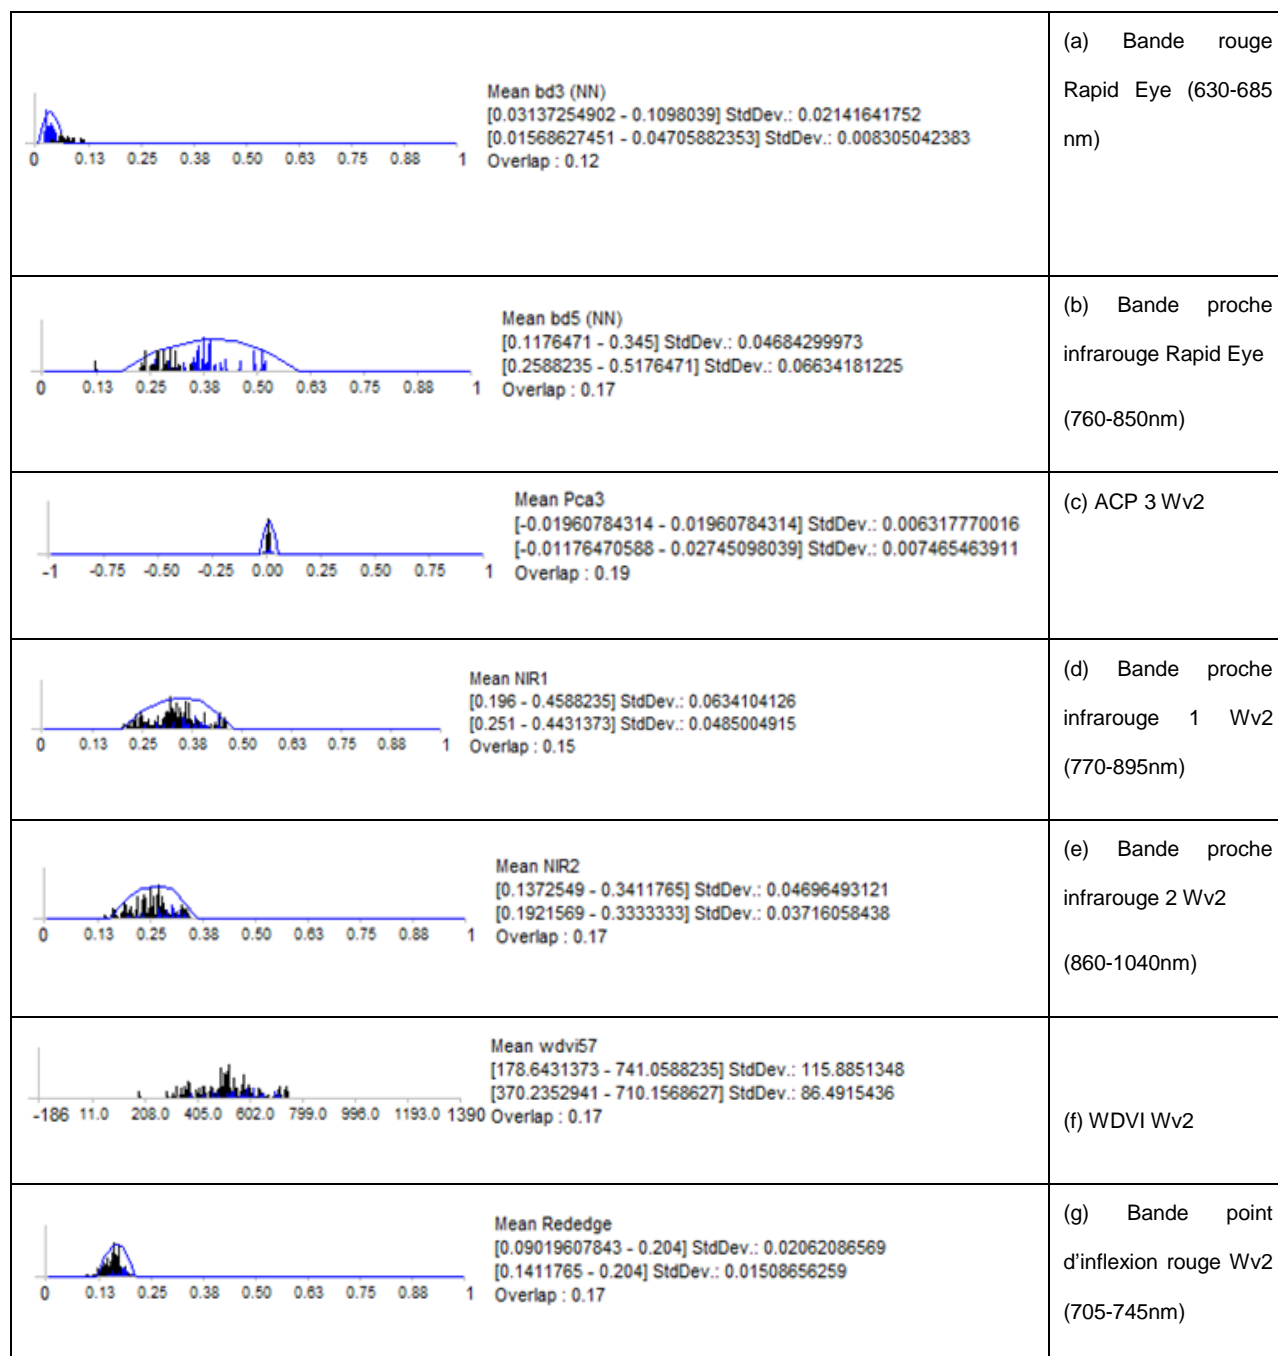 Mean bd3 (NN)
[0.03137254902 - 0.1098039] StdDev.: 0.02141641752
[0.01568627451 - 0.04705882353] StdDev.: 0.008305042383
Overlap : 0.12
0 0.13 0.25 0.38 0.50 0.63 0.75 0.88 1
(a) Bande rouge
Rapid Eye (630-685
nm)
Mean bd5 (NN)
[0.1176471 - 0.345] StdDev.: 0.04684299973
[0.2588235 - 0.5176471] StdDev.: 0.06634181225
Overlap : 0.17
0 0.13 0.25 0.38 0.50 0.63 0.75 0.88 1
(b) Bande proche
infrarouge Rapid Eye
(760-850nm)
Mean Pca3
[-0.01960784314 - 0.01960784314] StdDev.: 0.006317770016
[-0.01176470588 - 0.02745098039] StdDev.: 0.007465463911
Overlap : 0.19
-1 -0.75 -0.50 -0.25 0.00 0.25 0.50 0.75 1
(c) ACP 3 Wv2
Mean NIR1
[0.196 - 0.4588235] StdDev.: 0.0634104126
[0.251 - 0.4431373] StdDev.: 0.0485004915
Overlap : 0.15
0 0.13 0.25 0.38 0.50 0.63 0.75 0.88 1
(d) Bande proche
infrarouge 1 Wv2
(770-895nm)
Mean NIR2
[0.1372549 - 0.3411765] StdDev.: 0.04696493121
[0.1921569 - 0.3333333] StdDev.: 0.03716058438
Overlap : 0.17
0 0.13 0.25 0.38 0.50 0.63 0.75 0.88 1
(e) Bande proche
infrarouge 2 Wv2
(860-1040nm)
Mean wdvi57
[178.6431373 - 741.0588235] StdDev.: 115.8851348
[370.2352941 - 710.1568627] StdDev.: 86.4915436
Overlap : 0.17
-186 11.0 208.0 405.0 602.0 799.0 996.0 1193.0 1390
(f) WDVI Wv2
Mean Rededge
[0.09019607843 - 0.204] StdDev.: 0.02062086569
[0.1411765 - 0.204] StdDev.: 0.01508656259
Overlap : 0.17
0 0.13 0.25 0.38 0.50 0.63 0.75 0.88 1
(g) Bande point
d'inflexion rouge Wv2
(705-745nm)